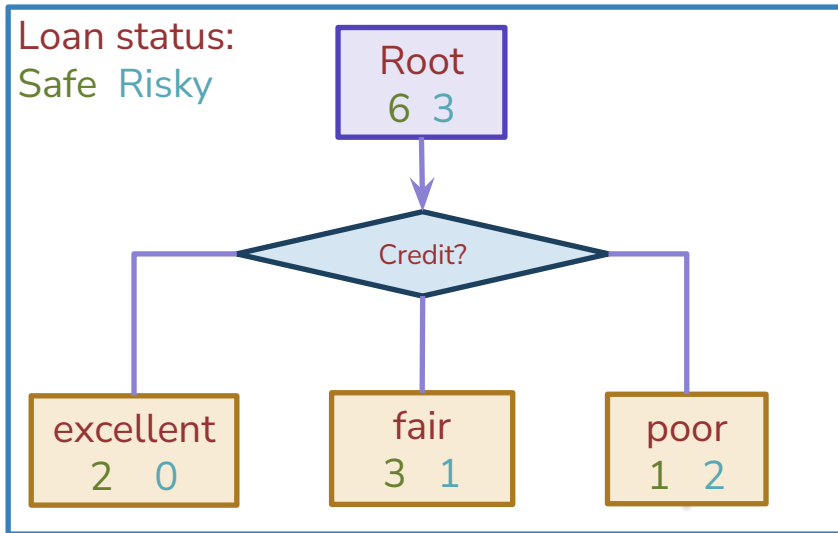 Loan status:
Safe Risky
Root
6 3
Credit?
excellent
2 0
fair
3 1
poor
1 2